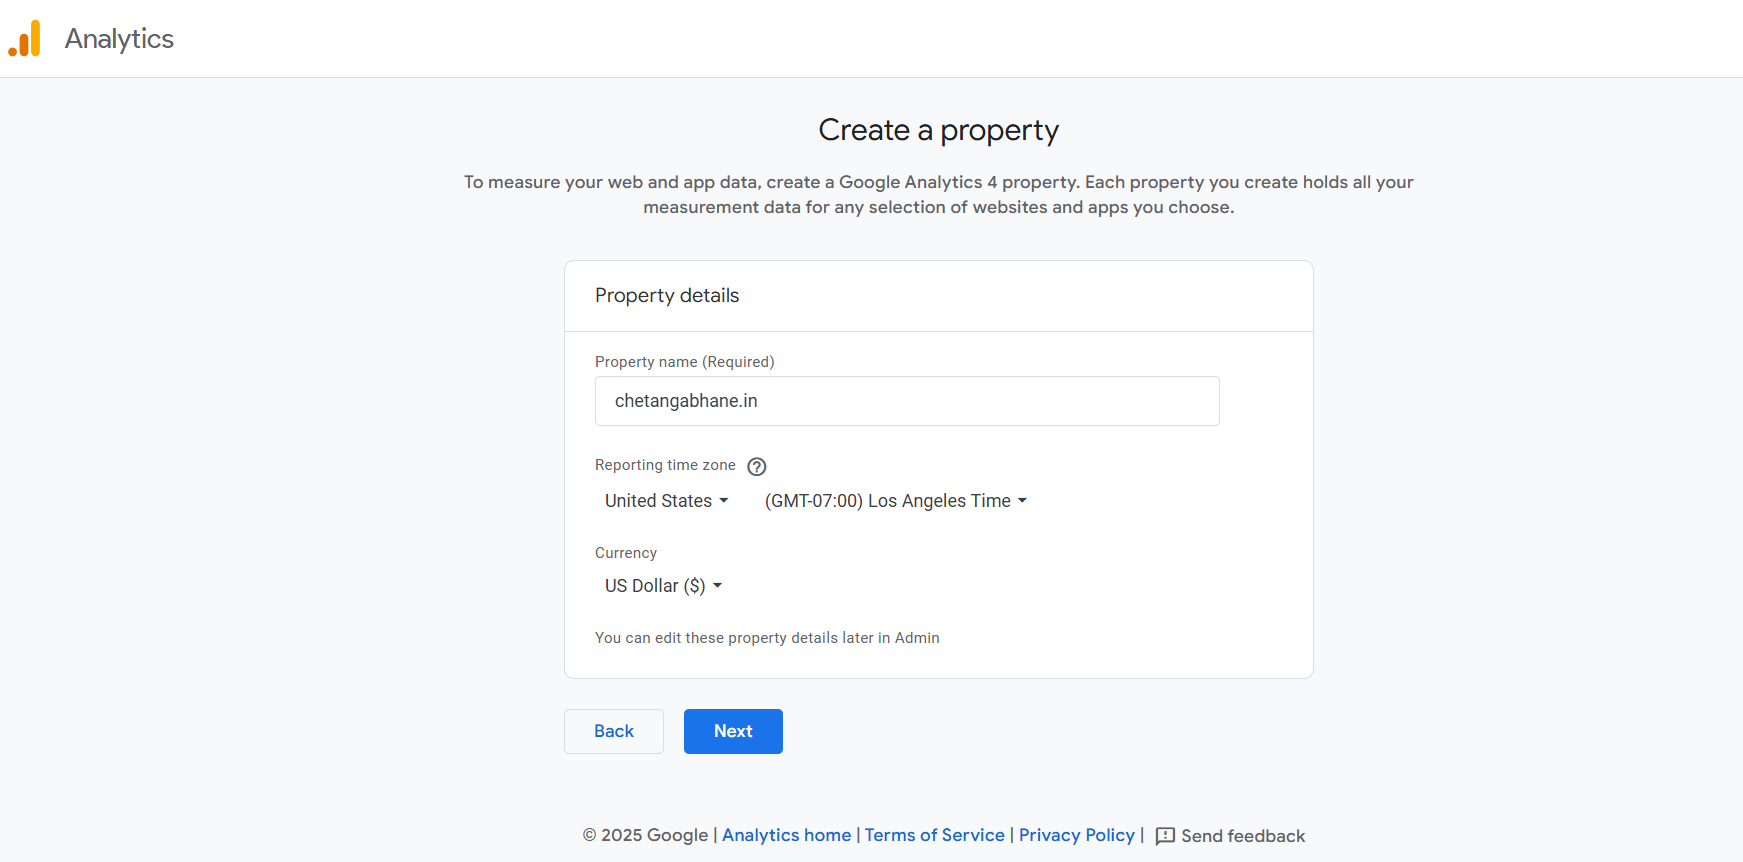 Analytics
Create a property
To measure your web and app data, create a Google Analytics 4 property. Each property you create holds all your
measurement data for any selection of websites and apps you choose.
Property details
Property name (Required)
chetangabhane.in
Reporting time zone
United States (GMT-07:00) Los Angeles Time
Currency
US Dollar ($)
You can edit these property details later in Admin
Back Next
© 2025 Google | Analytics home | Terms of Service | Privacy Policy | Send feedback